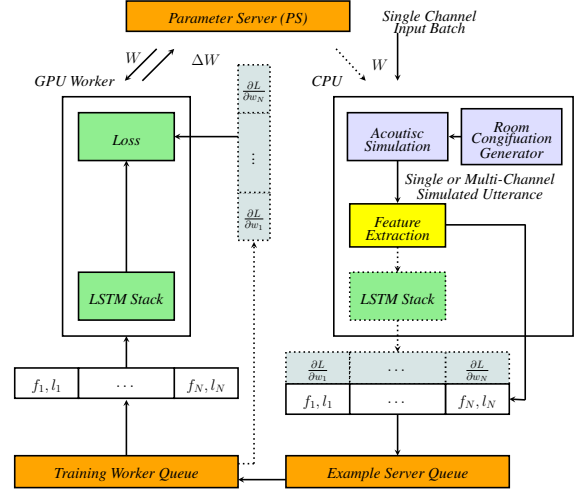 Parameter Server (PS)
Single Channel
Input Batch
W
ΔW
W
GPU Worker
CPU
∂L/∂w_N
⋮
∂L/∂w_1
Loss
LSTM Stack
Acoutisc
Simulation
Room
Congifuation
Generator
Single or Multi-Channel
Simulated Utterance
Feature
Extraction
LSTM Stack
∂L/∂w_1 ··· ∂L/∂w_N
f_1, l_1 ··· f_N, l_N
f_1, l_1 ··· f_N, l_N
Training Worker Queue
Example Server Queue